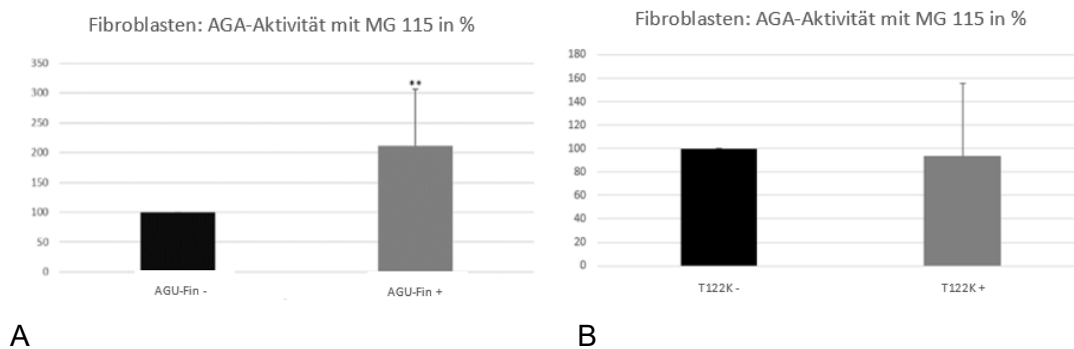 Fibroblasten: AGA-Aktivität mit MG 115 in %
350
300
250
200
150
100
50
0
**
AGU-Fin -
AGU-Fin +
A
Fibroblasten: AGA-Aktivität mit MG 115 in %
180
160
140
120
100
80
60
40
20
0
T122K -
T122K +
B